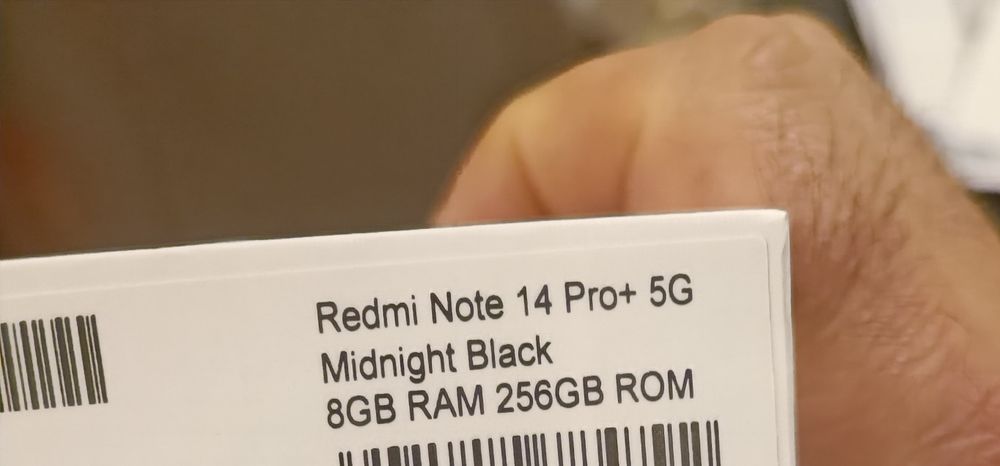 Redmi Note 14 Pro+ 5G
Midnight Black
8GB RAM 256GB ROM